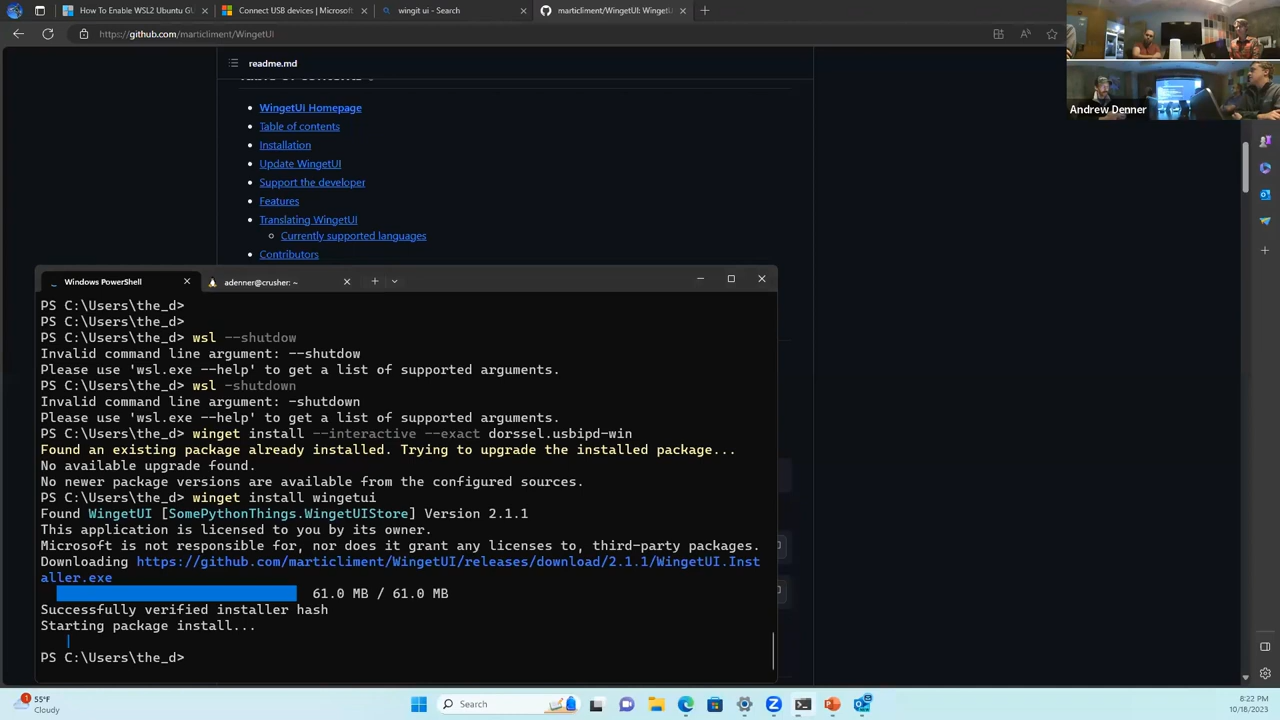 How To Enable WSL2 Ubuntu GU
Connect USB devices | Microsoft
wingit ui - Search
marticliment/WingetUI: WingetU
https://github.com/marticliment/WingetUI
Andrew Denner
readme.md
WingetUI Homepage
Table of contents
Installation
Update WingetUI
Support the developer
Features
Translating WingetUI
Currently supported languages
Contributors
Windows PowerShell
adenner@crusher: ~
PS C:\Users\the_d>
PS C:\Users\the_d>
PS C:\Users\the_d> wsl --shutdow
Invalid command line argument: --shutdow
Please use 'wsl.exe --help' to get a list of supported arguments.
PS C:\Users\the_d> wsl -shutdown
Invalid command line argument: -shutdown
Please use 'wsl.exe --help' to get a list of supported arguments.
PS C:\Users\the_d> winget install --interactive --exact dorssel.usbipd-win
Found an existing package already installed. Trying to upgrade the installed package...
No available upgrade found.
No newer package versions are available from the configured sources.
PS C:\Users\the_d> winget install wingetui
Found WingetUI [SomePythonThings.WingetUIStore] Version 2.1.1
This application is licensed to you by its owner.
Microsoft is not responsible for, nor does it grant any licenses to, third-party packages.
Downloading https://github.com/marticliment/WingetUI/releases/download/2.1.1/WingetUI.Inst
aller.exe
61.0 MB / 61.0 MB
Successfully verified installer hash
Starting package install...
PS C:\Users\the_d>
1
55°F
Cloudy
Search
8:22 PM
10/18/2023